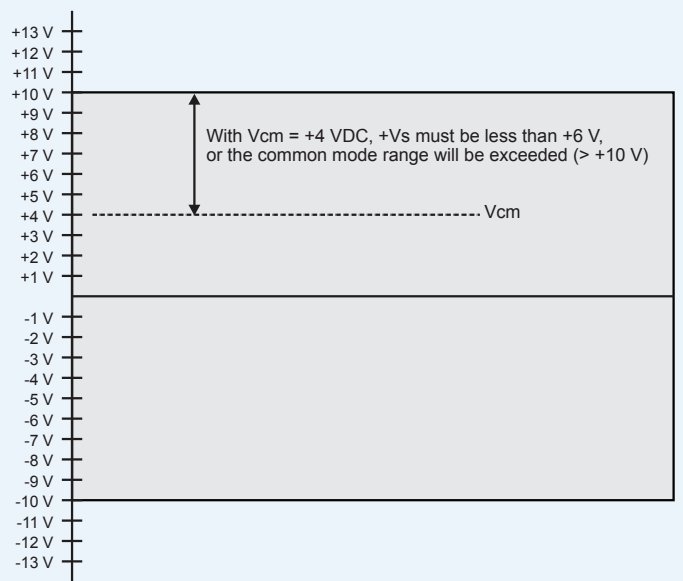 +13 V
+12 V
+11 V
+10 V
+9 V
+8 V
+7 V
+6 V
+5 V
+4 V
+3 V
+2 V
+1 V
-1 V
-2 V
-3 V
-4 V
-5 V
-6 V
-7 V
-8 V
-9 V
-10 V
-11 V
-12 V
-13 V
With Vcm = +4 VDC, +Vs must be less than +6 V,
or the common mode range will be exceeded (> +10 V)
Vcm